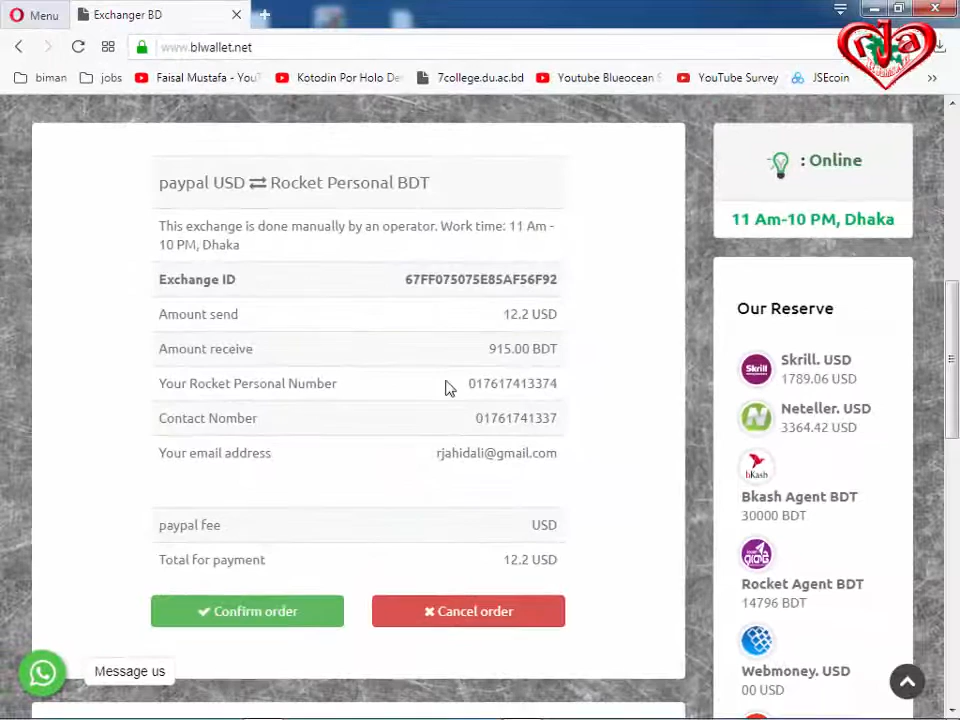 Menu
Exchanger BD
www.blwallet.net
biman
jobs
Faisal Mustafa - You
Kotodin Por Holo De
7college.du.ac.bd
Youtube Blueocean S
YouTube Survey
JSEcoin
rja
paypal USD ⇄ Rocket Personal BDT
This exchange is done manually by an operator. Work time: 11 Am -
10 PM, Dhaka
Exchange ID 67FF075075E85AF56F92
Amount send 12.2 USD
Amount receive 915.00 BDT
Your Rocket Personal Number 017617413374
Contact Number 01761741337
Your email address rjahidali@gmail.com
paypal fee USD
Total for payment 12.2 USD
Confirm order
Cancel order
Message us
: Online
11 Am-10 PM, Dhaka
Our Reserve
Skrill
Skrill. USD
1789.06 USD
N
Neteller. USD
3364.42 USD
bKash
Bkash Agent BDT
30000 BDT
Rocket Agent BDT
14796 BDT
Webmoney. USD
00 USD